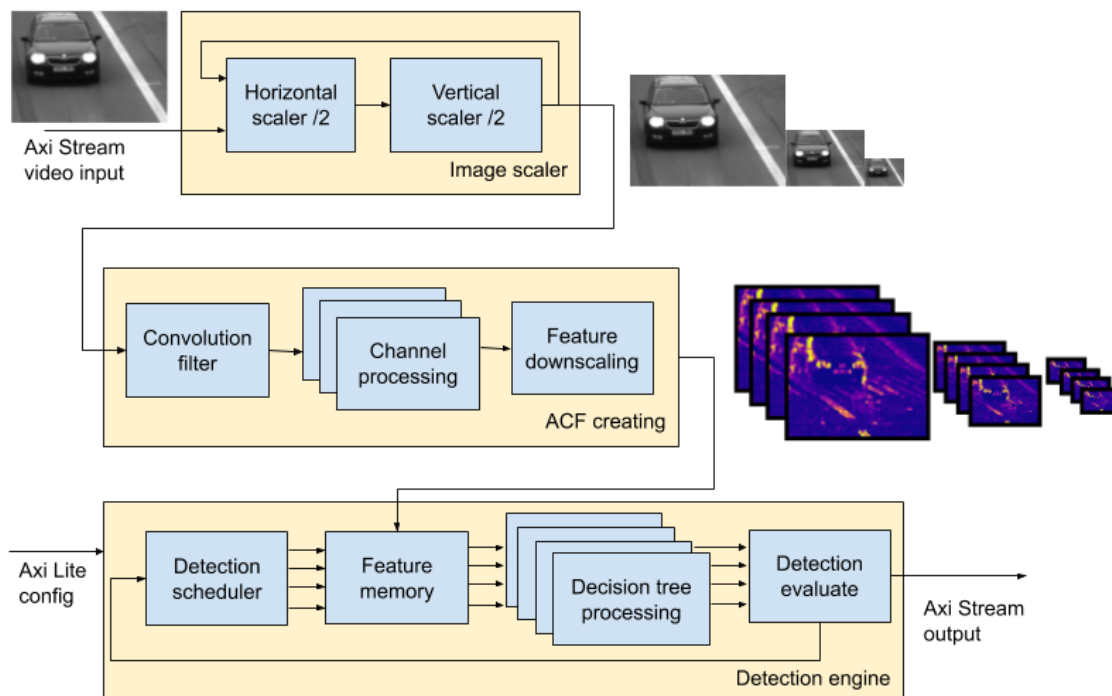 Axi Stream
video input
Horizontal
scaler /2
Vertical
scaler /2
Image scaler
Convolution
filter
Channel
processing
Feature
downscaling
ACF creating
Axi Lite
config
Detection
scheduler
Feature
memory
Decision tree
processing
Detection
evaluate
Axi Stream
output
Detection engine